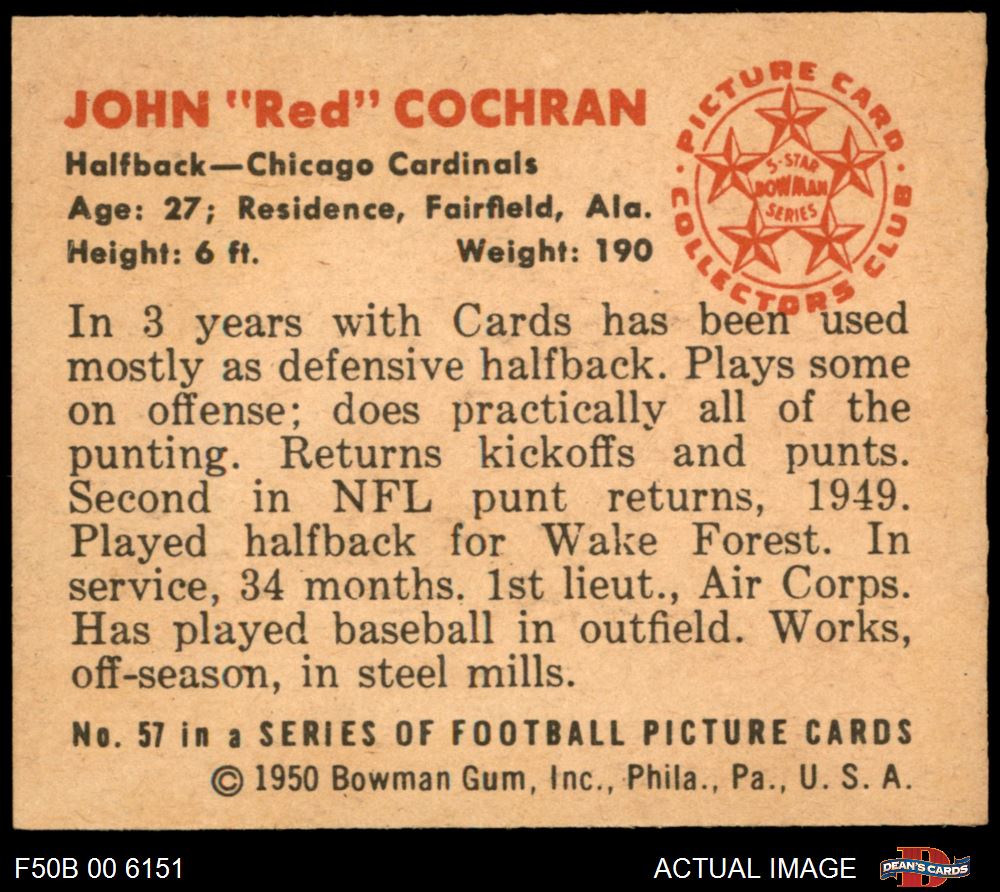 JOHN "Red" COCHRAN
Halfback—Chicago Cardinals
Age: 27; Residence, Fairfield, Ala.
Height: 6 ft. Weight: 190
· PICTURE CARD ·
COLLECTORS CLUB
5-STAR
BOWMAN
SERIES
In 3 years with Cards has been used
mostly as defensive halfback. Plays some
on offense; does practically all of the
punting. Returns kickoffs and punts.
Second in NFL punt returns, 1949.
Played halfback for Wake Forest. In
service, 34 months. 1st lieut., Air Corps.
Has played baseball in outfield. Works,
off-season, in steel mills.
No. 57 in a SERIES OF FOOTBALL PICTURE CARDS
© 1950 Bowman Gum, Inc., Phila., Pa., U. S. A.
F50B 00 6151
ACTUAL IMAGE
D
DEAN'S CARDS